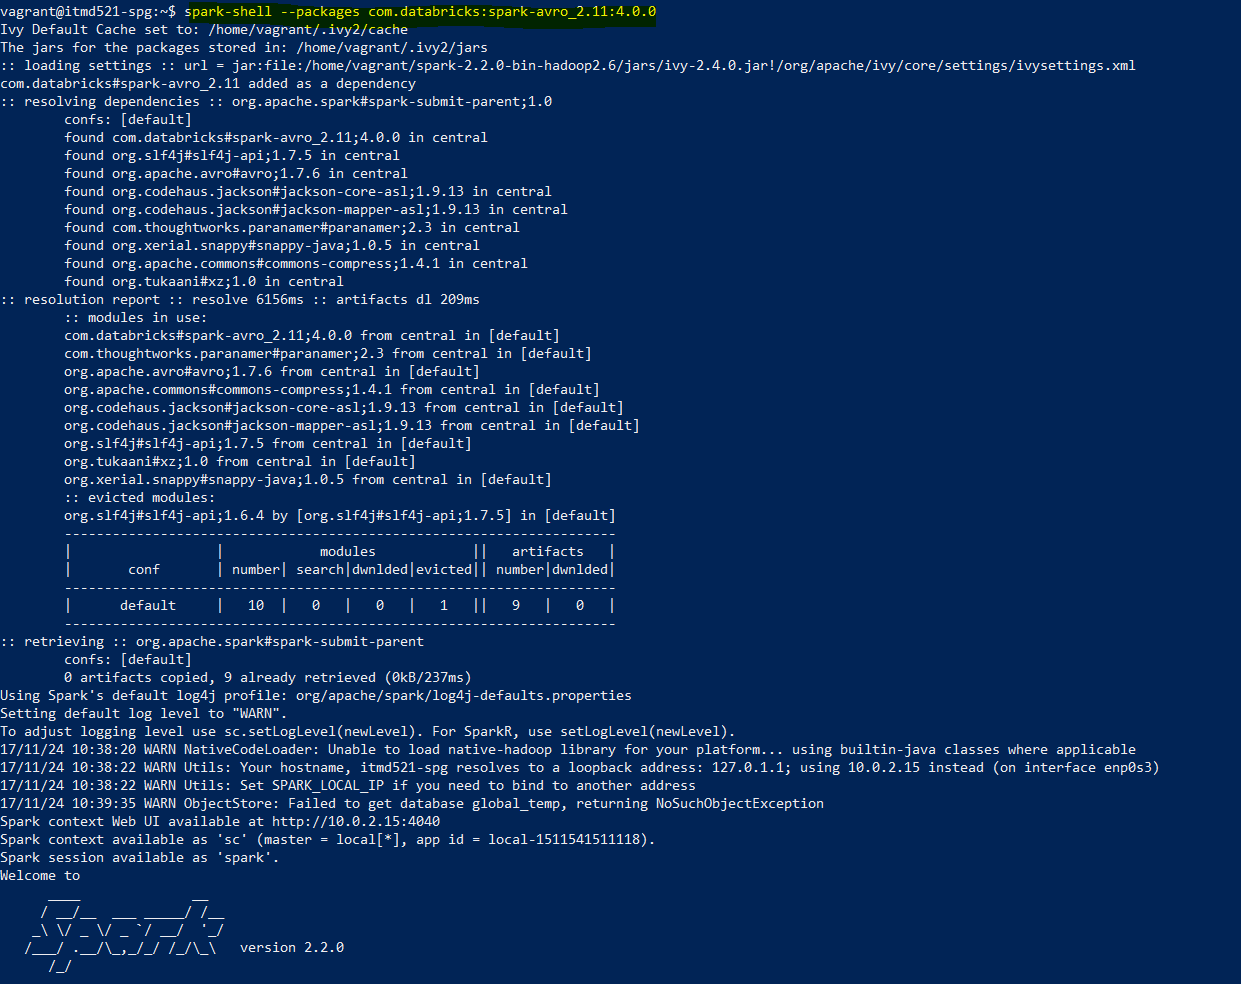 vagrant@itmd521-spg:~$ spark-shell --packages com.databricks:spark-avro_2.11:4.0.0
Ivy Default Cache set to: /home/vagrant/.ivy2/cache
The jars for the packages stored in: /home/vagrant/.ivy2/jars
:: loading settings :: url = jar:file:/home/vagrant/spark-2.2.0-bin-hadoop2.6/jars/ivy-2.4.0.jar!/org/apache/ivy/core/settings/ivysettings.xml
com.databricks#spark-avro_2.11 added as a dependency
:: resolving dependencies :: org.apache.spark#spark-submit-parent;1.0
        confs: [default]
        found com.databricks#spark-avro_2.11;4.0.0 in central
        found org.slf4j#slf4j-api;1.7.5 in central
        found org.apache.avro#avro;1.7.6 in central
        found org.codehaus.jackson#jackson-core-asl;1.9.13 in central
        found org.codehaus.jackson#jackson-mapper-asl;1.9.13 in central
        found com.thoughtworks.paranamer#paranamer;2.3 in central
        found org.xerial.snappy#snappy-java;1.0.5 in central
        found org.apache.commons#commons-compress;1.4.1 in central
        found org.tukaani#xz;1.0 in central
:: resolution report :: resolve 6156ms :: artifacts dl 209ms
        :: modules in use:
        com.databricks#spark-avro_2.11;4.0.0 from central in [default]
        com.thoughtworks.paranamer#paranamer;2.3 from central in [default]
        org.apache.avro#avro;1.7.6 from central in [default]
        org.apache.commons#commons-compress;1.4.1 from central in [default]
        org.codehaus.jackson#jackson-core-asl;1.9.13 from central in [default]
        org.codehaus.jackson#jackson-mapper-asl;1.9.13 from central in [default]
        org.slf4j#slf4j-api;1.7.5 from central in [default]
        org.tukaani#xz;1.0 from central in [default]
        org.xerial.snappy#snappy-java;1.0.5 from central in [default]
        :: evicted modules:
        org.slf4j#slf4j-api;1.6.4 by [org.slf4j#slf4j-api;1.7.5] in [default]
        ---------------------------------------------------------------------
        |                  |            modules            ||   artifacts   |
        |       conf       | number| search|dwnlded|evicted|| number|dwnlded|
        ---------------------------------------------------------------------
        |      default     |   10  |   0   |   0   |   1   ||   9   |   0   |
        ---------------------------------------------------------------------
:: retrieving :: org.apache.spark#spark-submit-parent
        confs: [default]
        0 artifacts copied, 9 already retrieved (0kB/237ms)
Using Spark's default log4j profile: org/apache/spark/log4j-defaults.properties
Setting default log level to "WARN".
To adjust logging level use sc.setLogLevel(newLevel). For SparkR, use setLogLevel(newLevel).
17/11/24 10:38:20 WARN NativeCodeLoader: Unable to load native-hadoop library for your platform... using builtin-java classes where applicable
17/11/24 10:38:22 WARN Utils: Your hostname, itmd521-spg resolves to a loopback address: 127.0.1.1; using 10.0.2.15 instead (on interface enp0s3)
17/11/24 10:38:22 WARN Utils: Set SPARK_LOCAL_IP if you need to bind to another address
17/11/24 10:39:35 WARN ObjectStore: Failed to get database global_temp, returning NoSuchObjectException
Spark context Web UI available at http://10.0.2.15:4040
Spark context available as 'sc' (master = local[*], app id = local-1511541511118).
Spark session available as 'spark'.
Welcome to
      ____              __
     / __/__  ___ _____/ /__
    _\ \/ _ \/ _ `/ __/  '_/
   /___/ .__/\_,_/_/ /_/\_\   version 2.2.0
      /_/